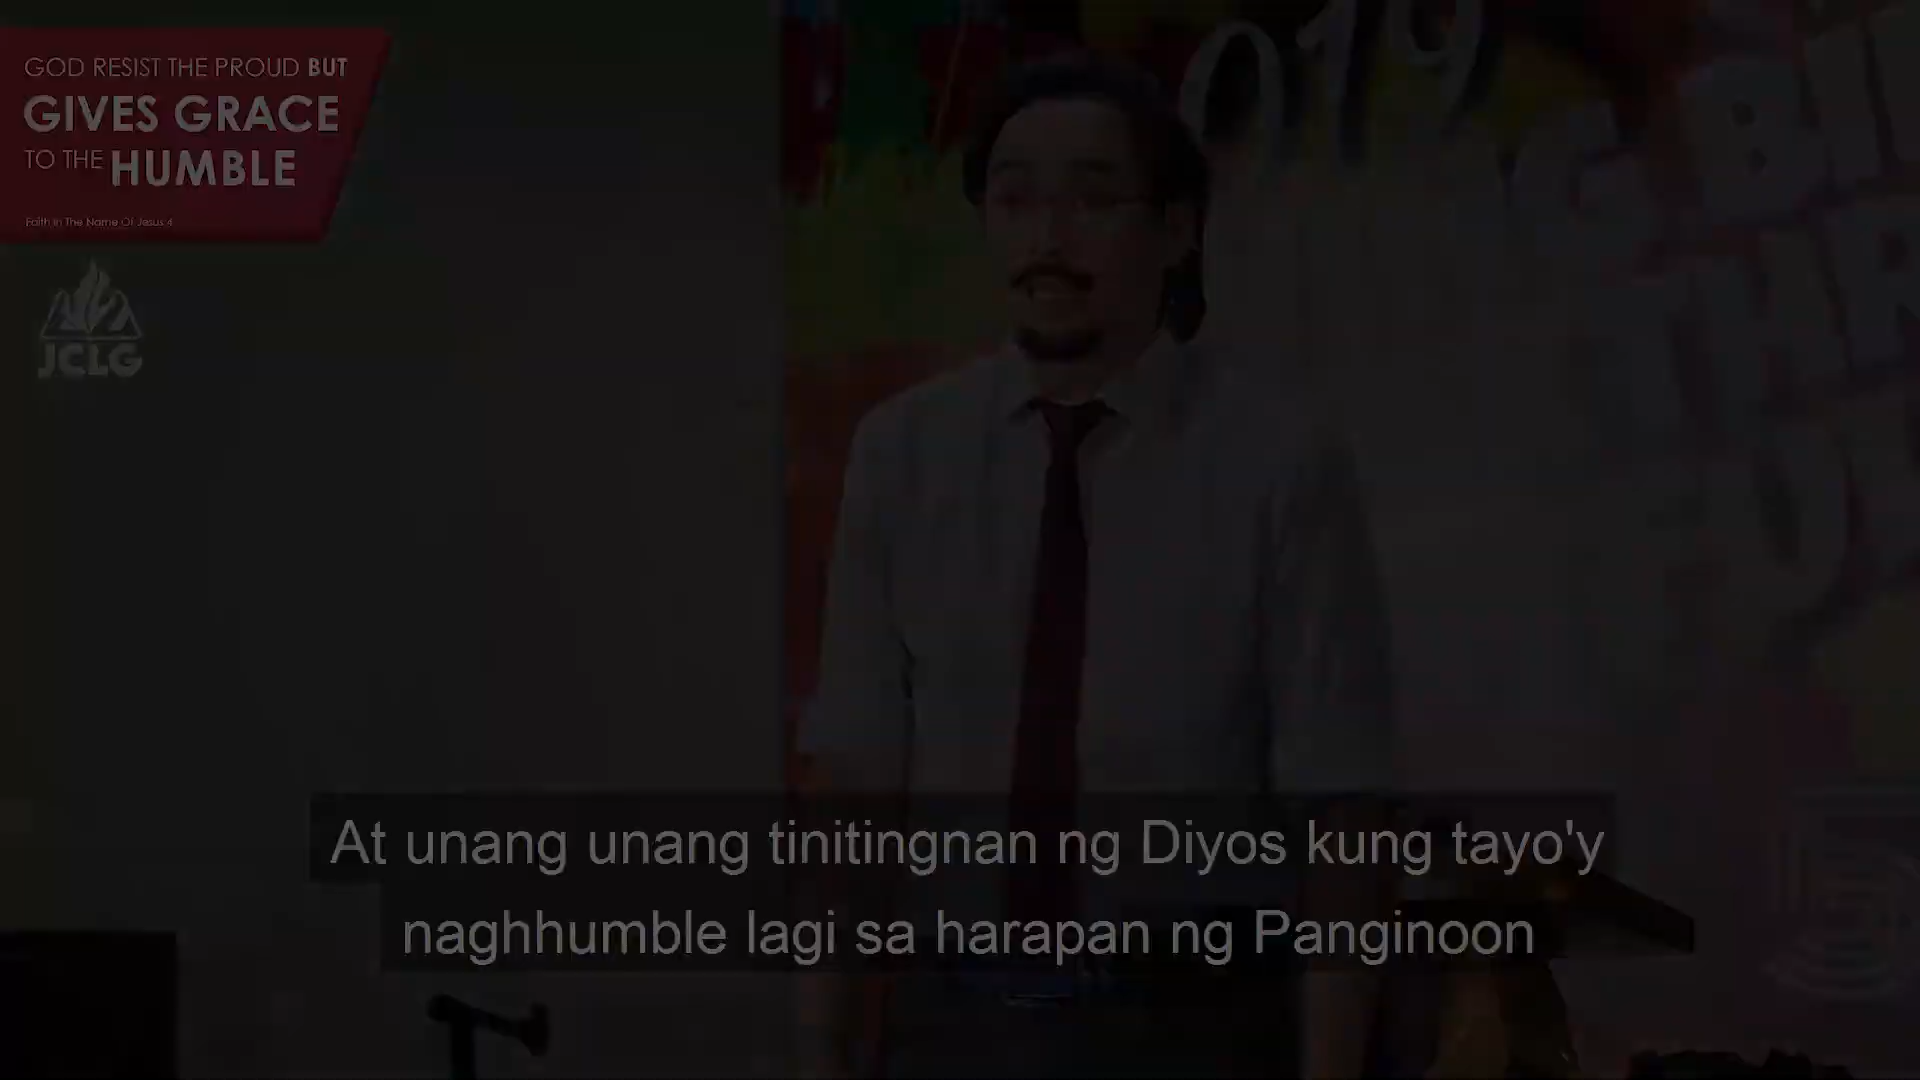 GOD RESIST THE PROUD BUT
GIVES GRACE
TO THE HUMBLE
Faith In The Name Of Jesus 4
JCLG
019
At unang unang tinitingnan ng Diyos kung tayo'y
naghhumble lagi sa harapan ng Panginoon